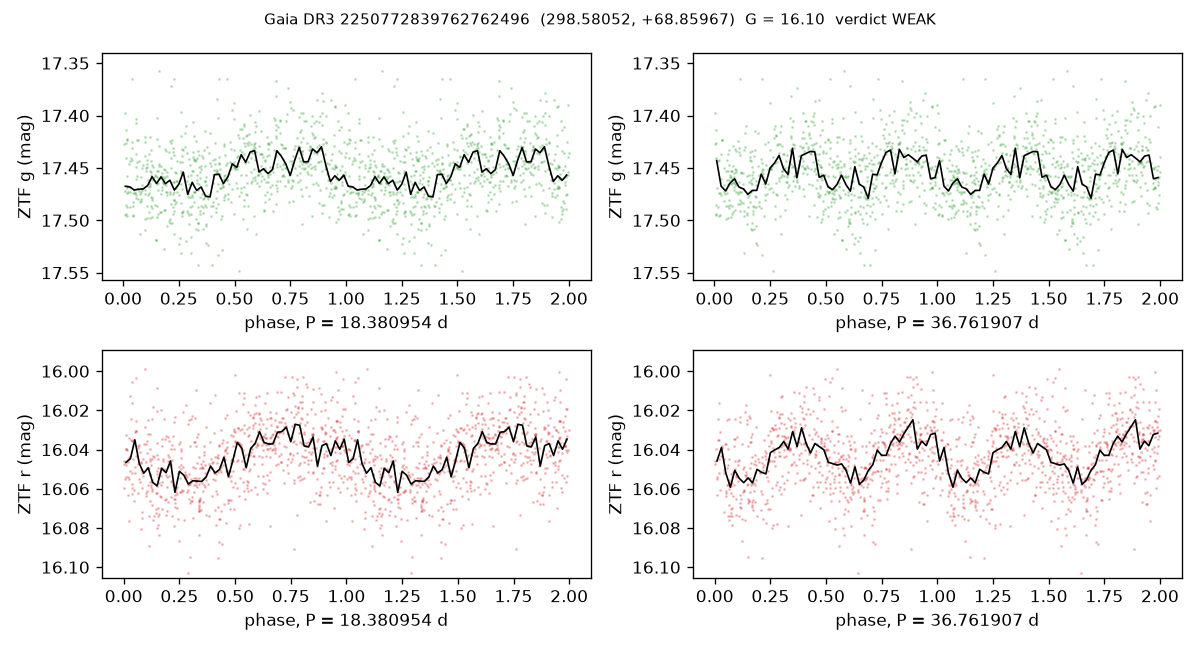 Gaia DR3 2250772839762762496  (298.58052, +68.85967)  G = 16.10  verdict WEAK
17.35
17.40
17.45
17.50
17.55
ZTF g (mag)
0.00 0.25 0.50 0.75 1.00 1.25 1.50 1.75 2.00
phase, P = 18.380954 d
17.35
17.40
17.45
17.50
17.55
ZTF g (mag)
0.00 0.25 0.50 0.75 1.00 1.25 1.50 1.75 2.00
phase, P = 36.761907 d
16.00
16.02
16.04
16.06
16.08
16.10
ZTF r (mag)
0.00 0.25 0.50 0.75 1.00 1.25 1.50 1.75 2.00
phase, P = 18.380954 d
16.00
16.02
16.04
16.06
16.08
16.10
ZTF r (mag)
0.00 0.25 0.50 0.75 1.00 1.25 1.50 1.75 2.00
phase, P = 36.761907 d